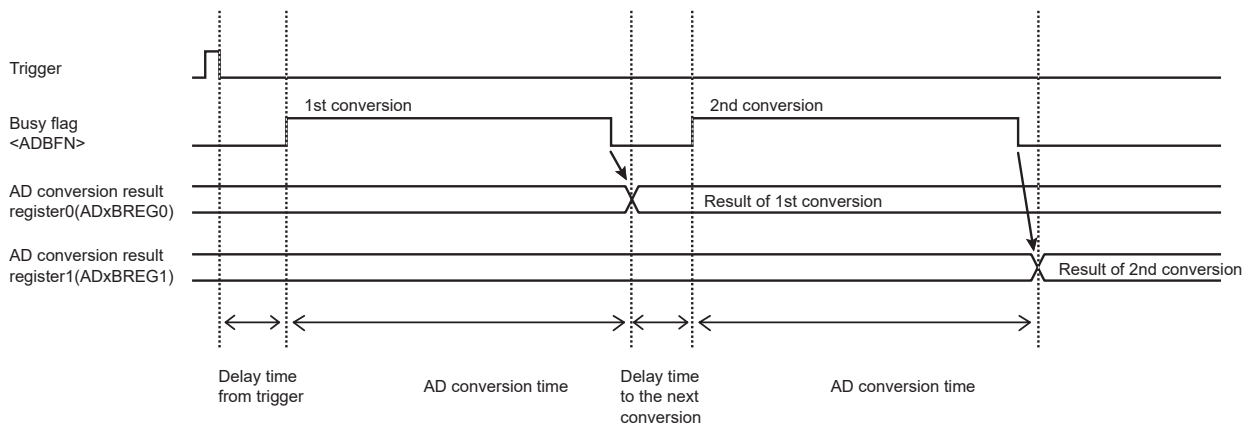 Trigger
1st conversion
2nd conversion
Busy flag
<ADBFN>
AD conversion result
register0(ADxBREG0)
Result of 1st conversion
AD conversion result
register1(ADxBREG1)
Result of 2nd conversion
Delay time
from trigger
AD conversion time
Delay time
to the next
conversion
AD conversion time